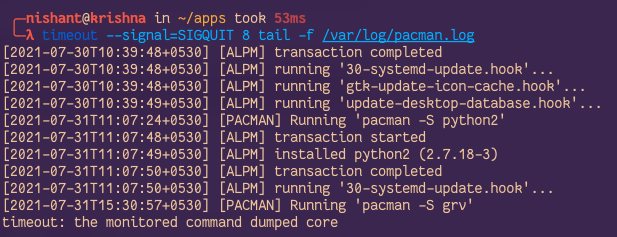 ╭─nishant@krishna in ~/apps took 53ms
╰─λ timeout --signal=SIGQUIT 8 tail -f /var/log/pacman.log
[2021-07-30T10:39:48+0530] [ALPM] transaction completed
[2021-07-30T10:39:48+0530] [ALPM] running '30-systemd-update.hook'...
[2021-07-30T10:39:48+0530] [ALPM] running 'gtk-update-icon-cache.hook'...
[2021-07-30T10:39:49+0530] [ALPM] running 'update-desktop-database.hook'...
[2021-07-31T11:07:24+0530] [PACMAN] Running 'pacman -S python2'
[2021-07-31T11:07:48+0530] [ALPM] transaction started
[2021-07-31T11:07:49+0530] [ALPM] installed python2 (2.7.18-3)
[2021-07-31T11:07:50+0530] [ALPM] transaction completed
[2021-07-31T11:07:50+0530] [ALPM] running '30-systemd-update.hook'...
[2021-07-31T15:30:57+0530] [PACMAN] Running 'pacman -S grv'
timeout: the monitored command dumped core